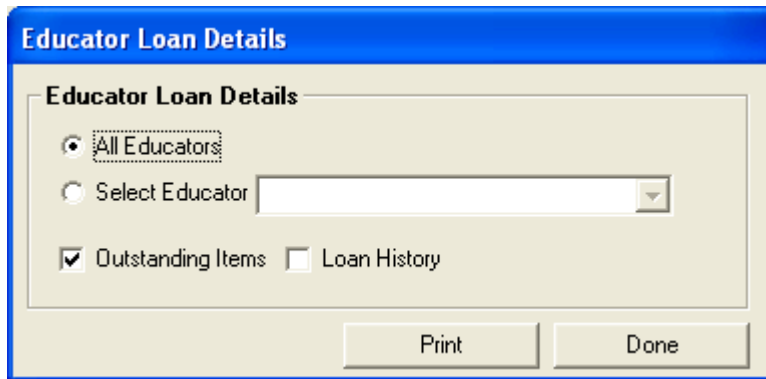 Educator Loan Details
Educator Loan Details
All Educators
Select Educator
Outstanding Items Loan History
Print Done